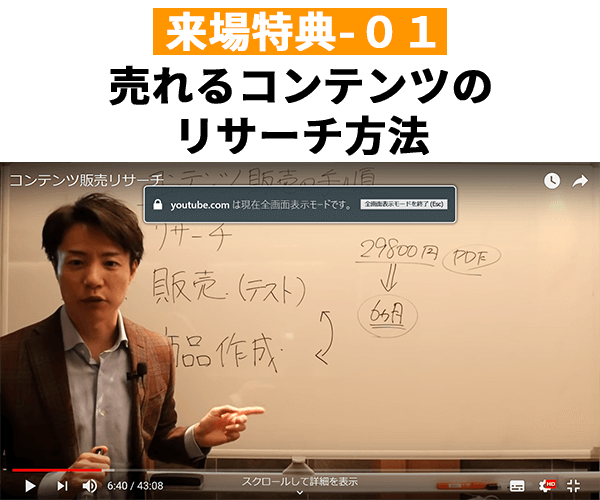 来場特典-０１
売れるコンテンツの
リサーチ方法
コンテンツ販売リサーチ
コンテンツ販売の手順
youtube.com は現在全画面表示モードです。 全画面表示モードを終了 (Esc)
リサーチ
29800円 PDF
販売（テスト）
6ヵ月
商品作成
6:40 / 43:08
スクロールして詳細を表示
HD